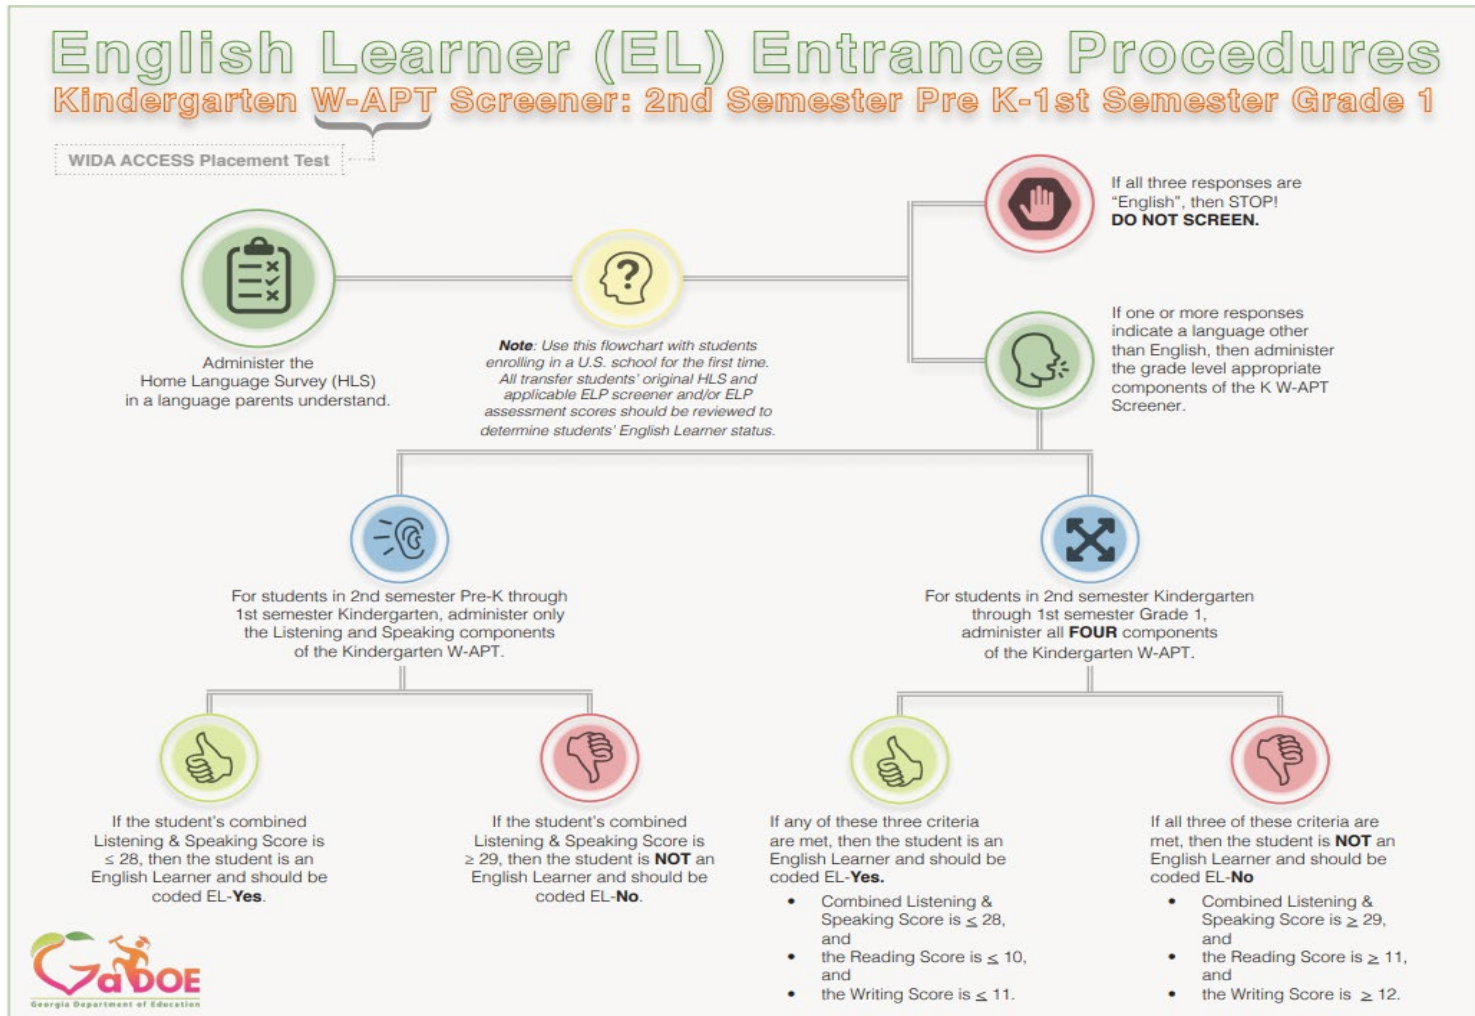 English Learner (EL) Entrance Procedures
Kindergarten W-APT Screener: 2nd Semester Pre K-1st Semester Grade 1
WIDA ACCESS Placement Test
Administer the
Home Language Survey (HLS)
in a language parents understand.
Note: Use this flowchart with students
enrolling in a U.S. school for the first time.
All transfer students' original HLS and
applicable ELP screener and/or ELP
assessment scores should be reviewed to
determine students' English Learner status.
If all three responses are
"English", then STOP!
DO NOT SCREEN.
If one or more responses
indicate a language other
than English, then administer
the grade level appropriate
components of the K W-APT
Screener.
For students in 2nd semester Pre-K through
1st semester Kindergarten, administer only
the Listening and Speaking components
of the Kindergarten W-APT.
For students in 2nd semester Kindergarten
through 1st semester Grade 1,
administer all FOUR components
of the Kindergarten W-APT.
If the student's combined
Listening & Speaking Score is
≤ 28, then the student is an
English Learner and should be
coded EL-Yes.
If the student's combined
Listening & Speaking Score is
≥ 29, then the student is NOT an
English Learner and should be
coded EL-No.
If any of these three criteria
are met, then the student is an
English Learner and should be
coded EL-Yes.
• Combined Listening &
Speaking Score is ≤ 28,
and
• the Reading Score is ≤ 10,
and
• the Writing Score is ≤ 11.
If all three of these criteria are
met, then the student is NOT an
English Learner and should be
coded EL-No
• Combined Listening &
Speaking Score is ≥ 29,
and
• the Reading Score is ≥ 11,
and
• the Writing Score is ≥ 12.
GaDOE
Georgia Department of Education